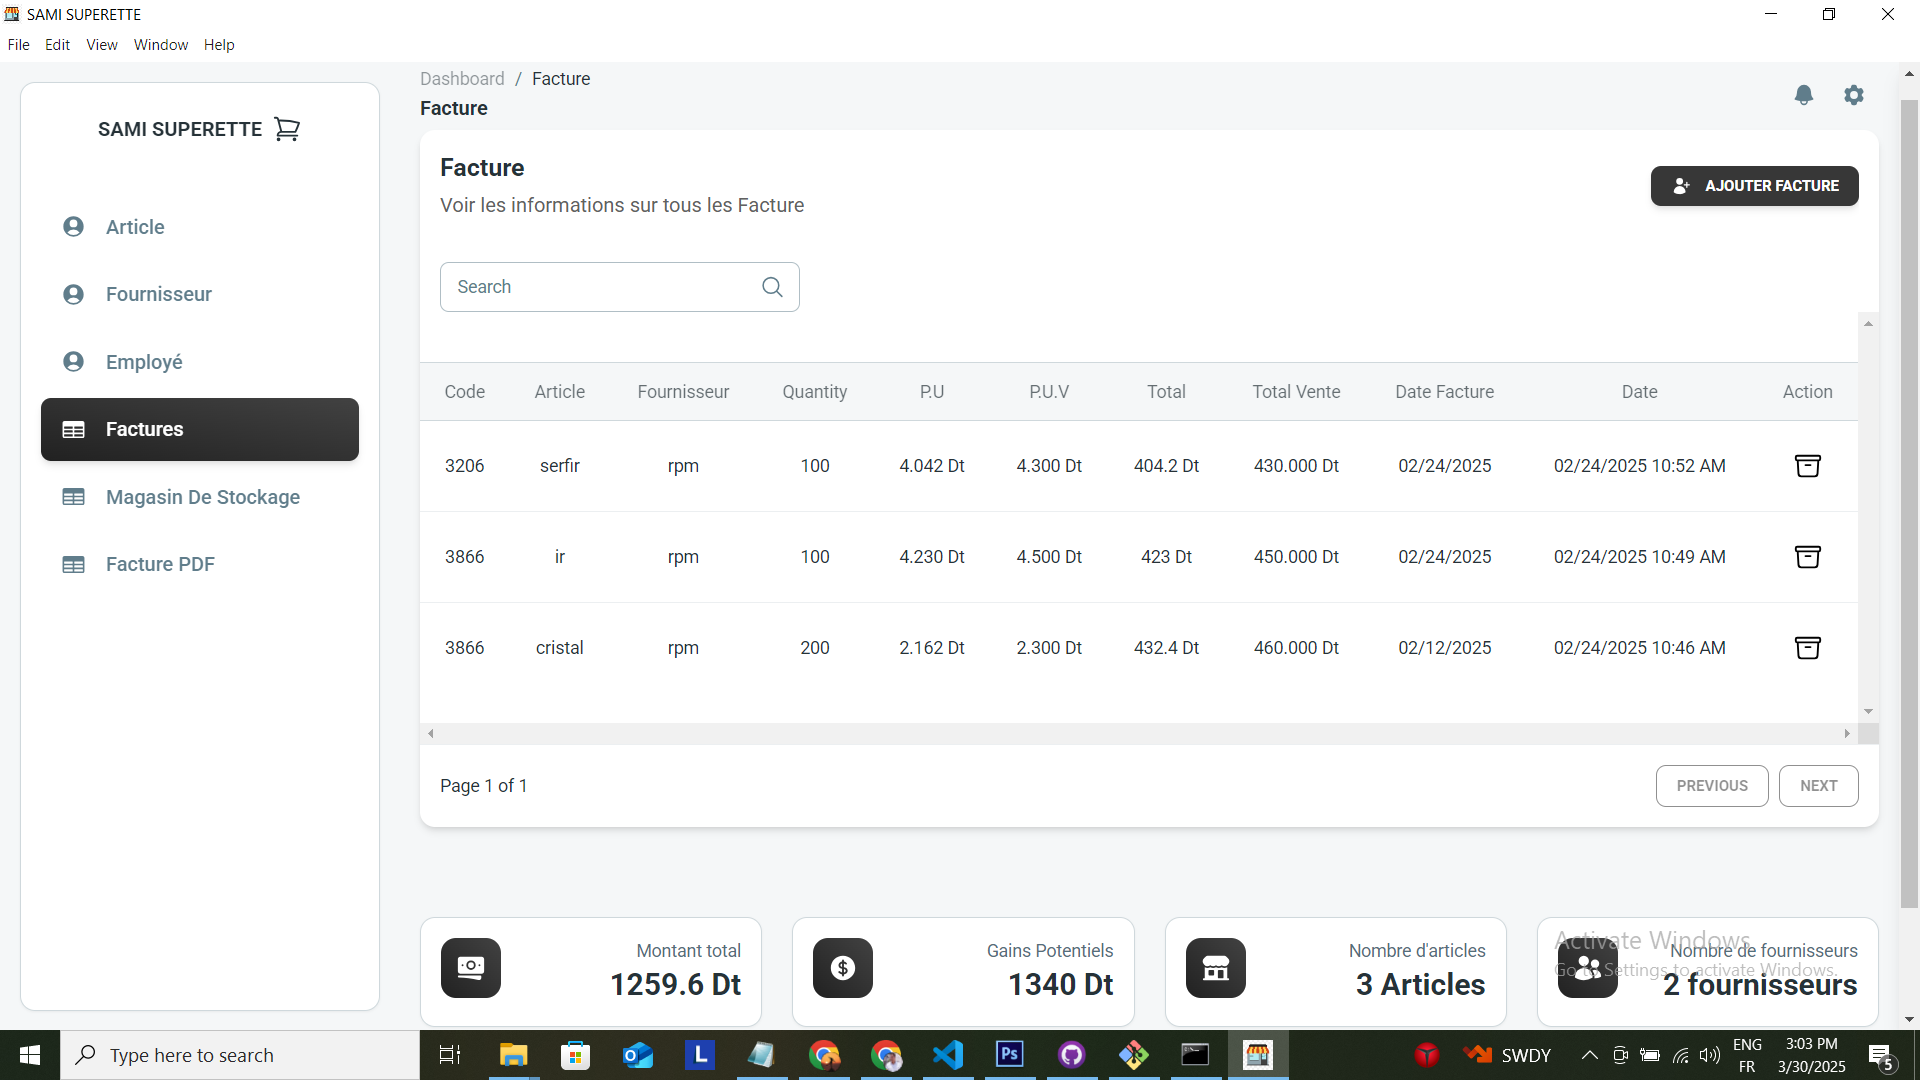 SAMI SUPERETTE
File Edit View Window Help
SAMI SUPERETTE
Article
Fournisseur
Employé
Factures
Magasin De Stockage
Facture PDF
Dashboard / Facture
Facture
Facture
Voir les informations sur tous les Facture
AJOUTER FACTURE
Search
Code Article Fournisseur Quantity P.U P.U.V Total Total Vente Date Facture Date Action
3206 serfir rpm 100 4.042 Dt 4.300 Dt 404.2 Dt 430.000 Dt 02/24/2025 02/24/2025 10:52 AM
3866 ir rpm 100 4.230 Dt 4.500 Dt 423 Dt 450.000 Dt 02/24/2025 02/24/2025 10:49 AM
3866 cristal rpm 200 2.162 Dt 2.300 Dt 432.4 Dt 460.000 Dt 02/12/2025 02/24/2025 10:46 AM
Page 1 of 1
PREVIOUS NEXT
Montant total
1259.6 Dt
Gains Potentiels
1340 Dt
Nombre d'articles
3 Articles
Nombre de fournisseurs
2 fournisseurs
Activate Windows
Go to Settings to activate Windows.
Type here to search
L
Ps
SWDY
ENG
FR
3:03 PM
3/30/2025
5